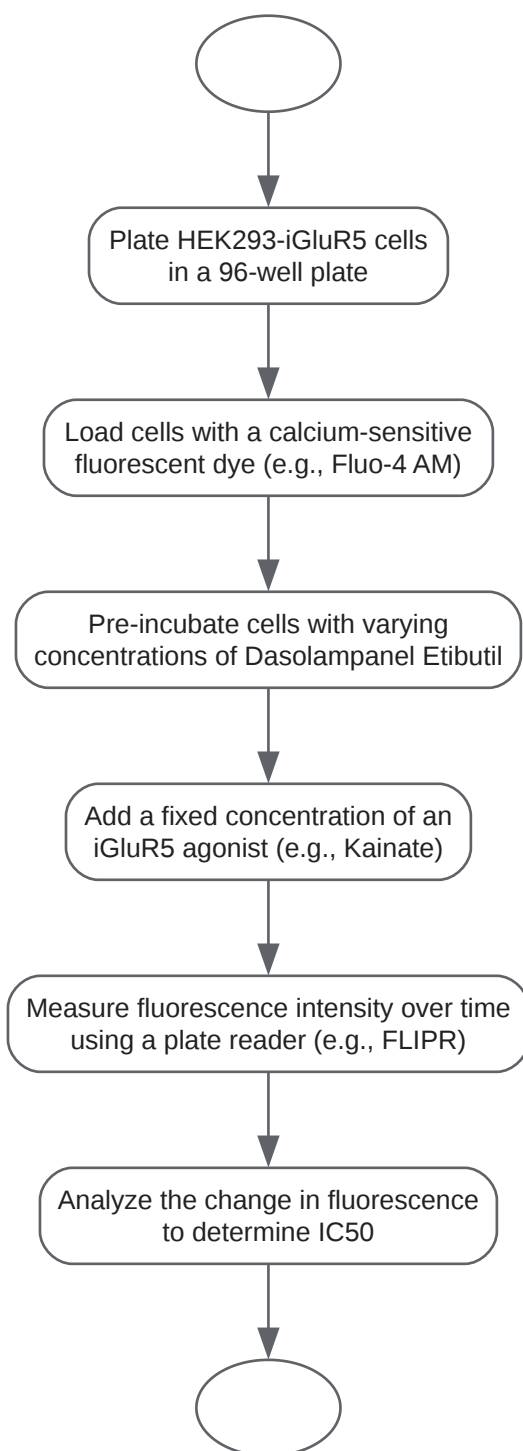 Plate HEK293-iGluR5 cells
in a 96-well plate
Load cells with a calcium-sensitive
fluorescent dye (e.g., Fluo-4 AM)
Pre-incubate cells with varying
concentrations of Dasolampanel Etibutil
Add a fixed concentration of an
iGluR5 agonist (e.g., Kainate)
Measure fluorescence intensity over time
using a plate reader (e.g., FLIPR)
Analyze the change in fluorescence
to determine IC50